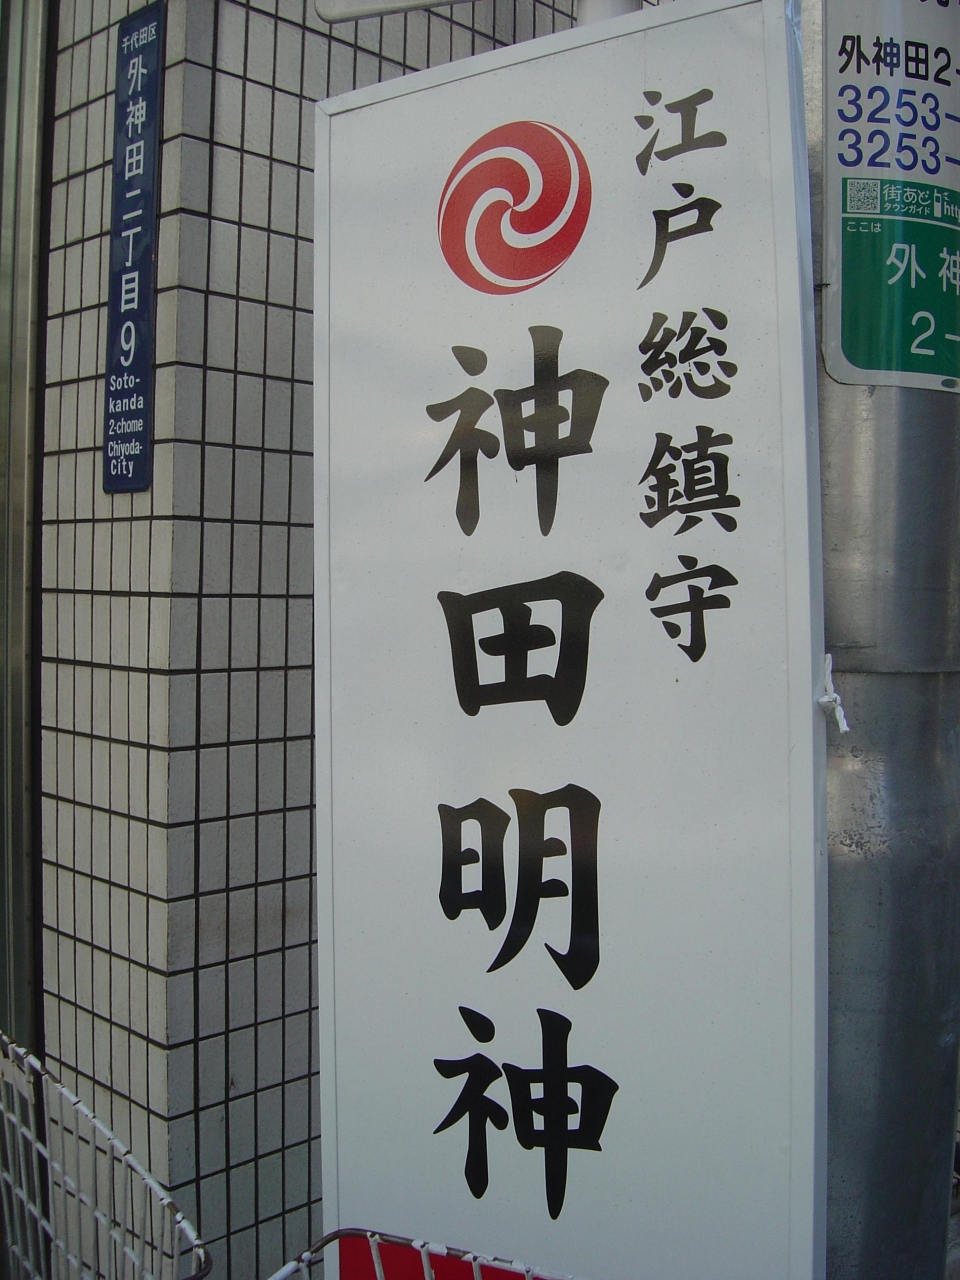 江戸総鎮守
神田明神
千代田区
外神田二丁目
9
Soto-
kanda
2-chome
Chiyoda-
City
外神田2-
3253-
3253-
街あど
タウンガイド
ここは
外神
2-